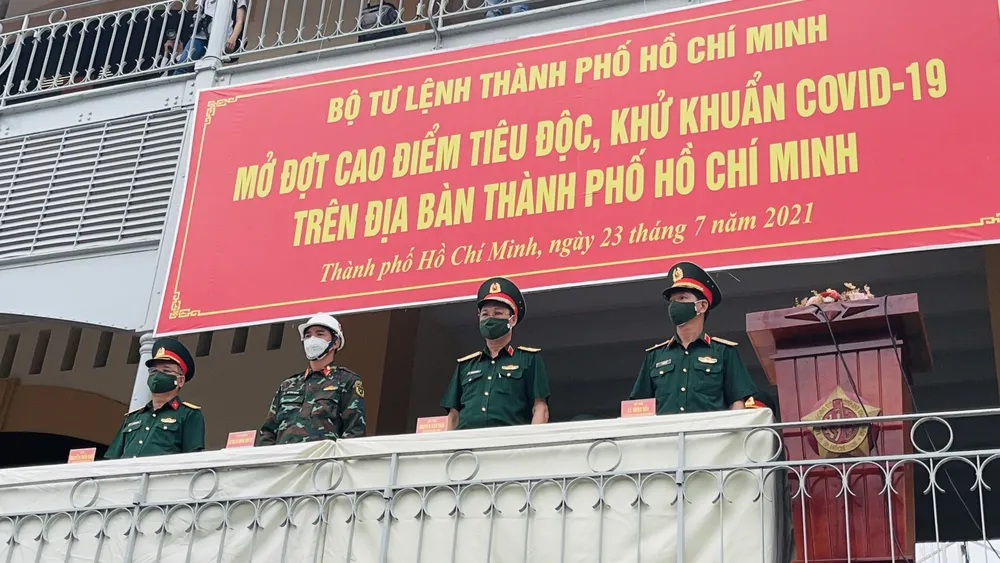 BỘ TƯ LỆNH THÀNH PHỐ HỒ CHÍ MINH
MỞ ĐỢT CAO ĐIỂM TIÊU ĐỘC, KHỬ KHUẨN COVID-19
TRÊN ĐỊA BÀN THÀNH PHỐ HỒ CHÍ MINH
Thành phố Hồ Chí Minh, ngày 23 tháng 7 năm 2021